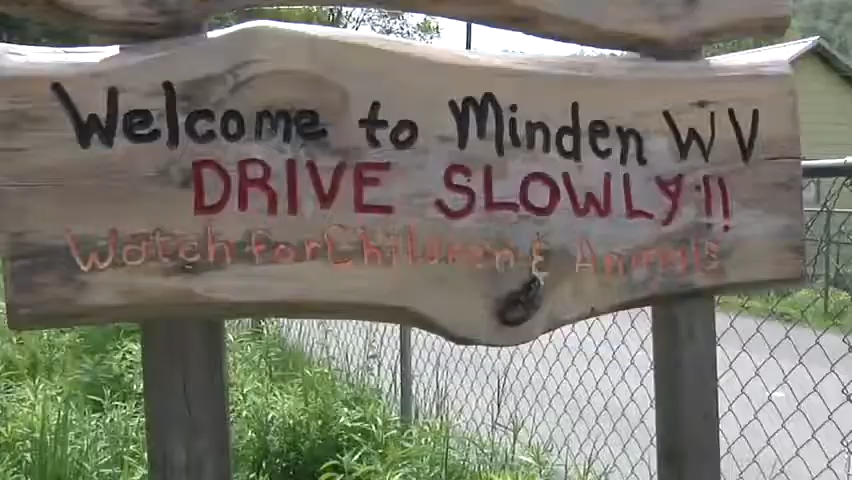 Welcome to Minden WV
DRIVE SLOWLY!!
Watch for Children & Animals